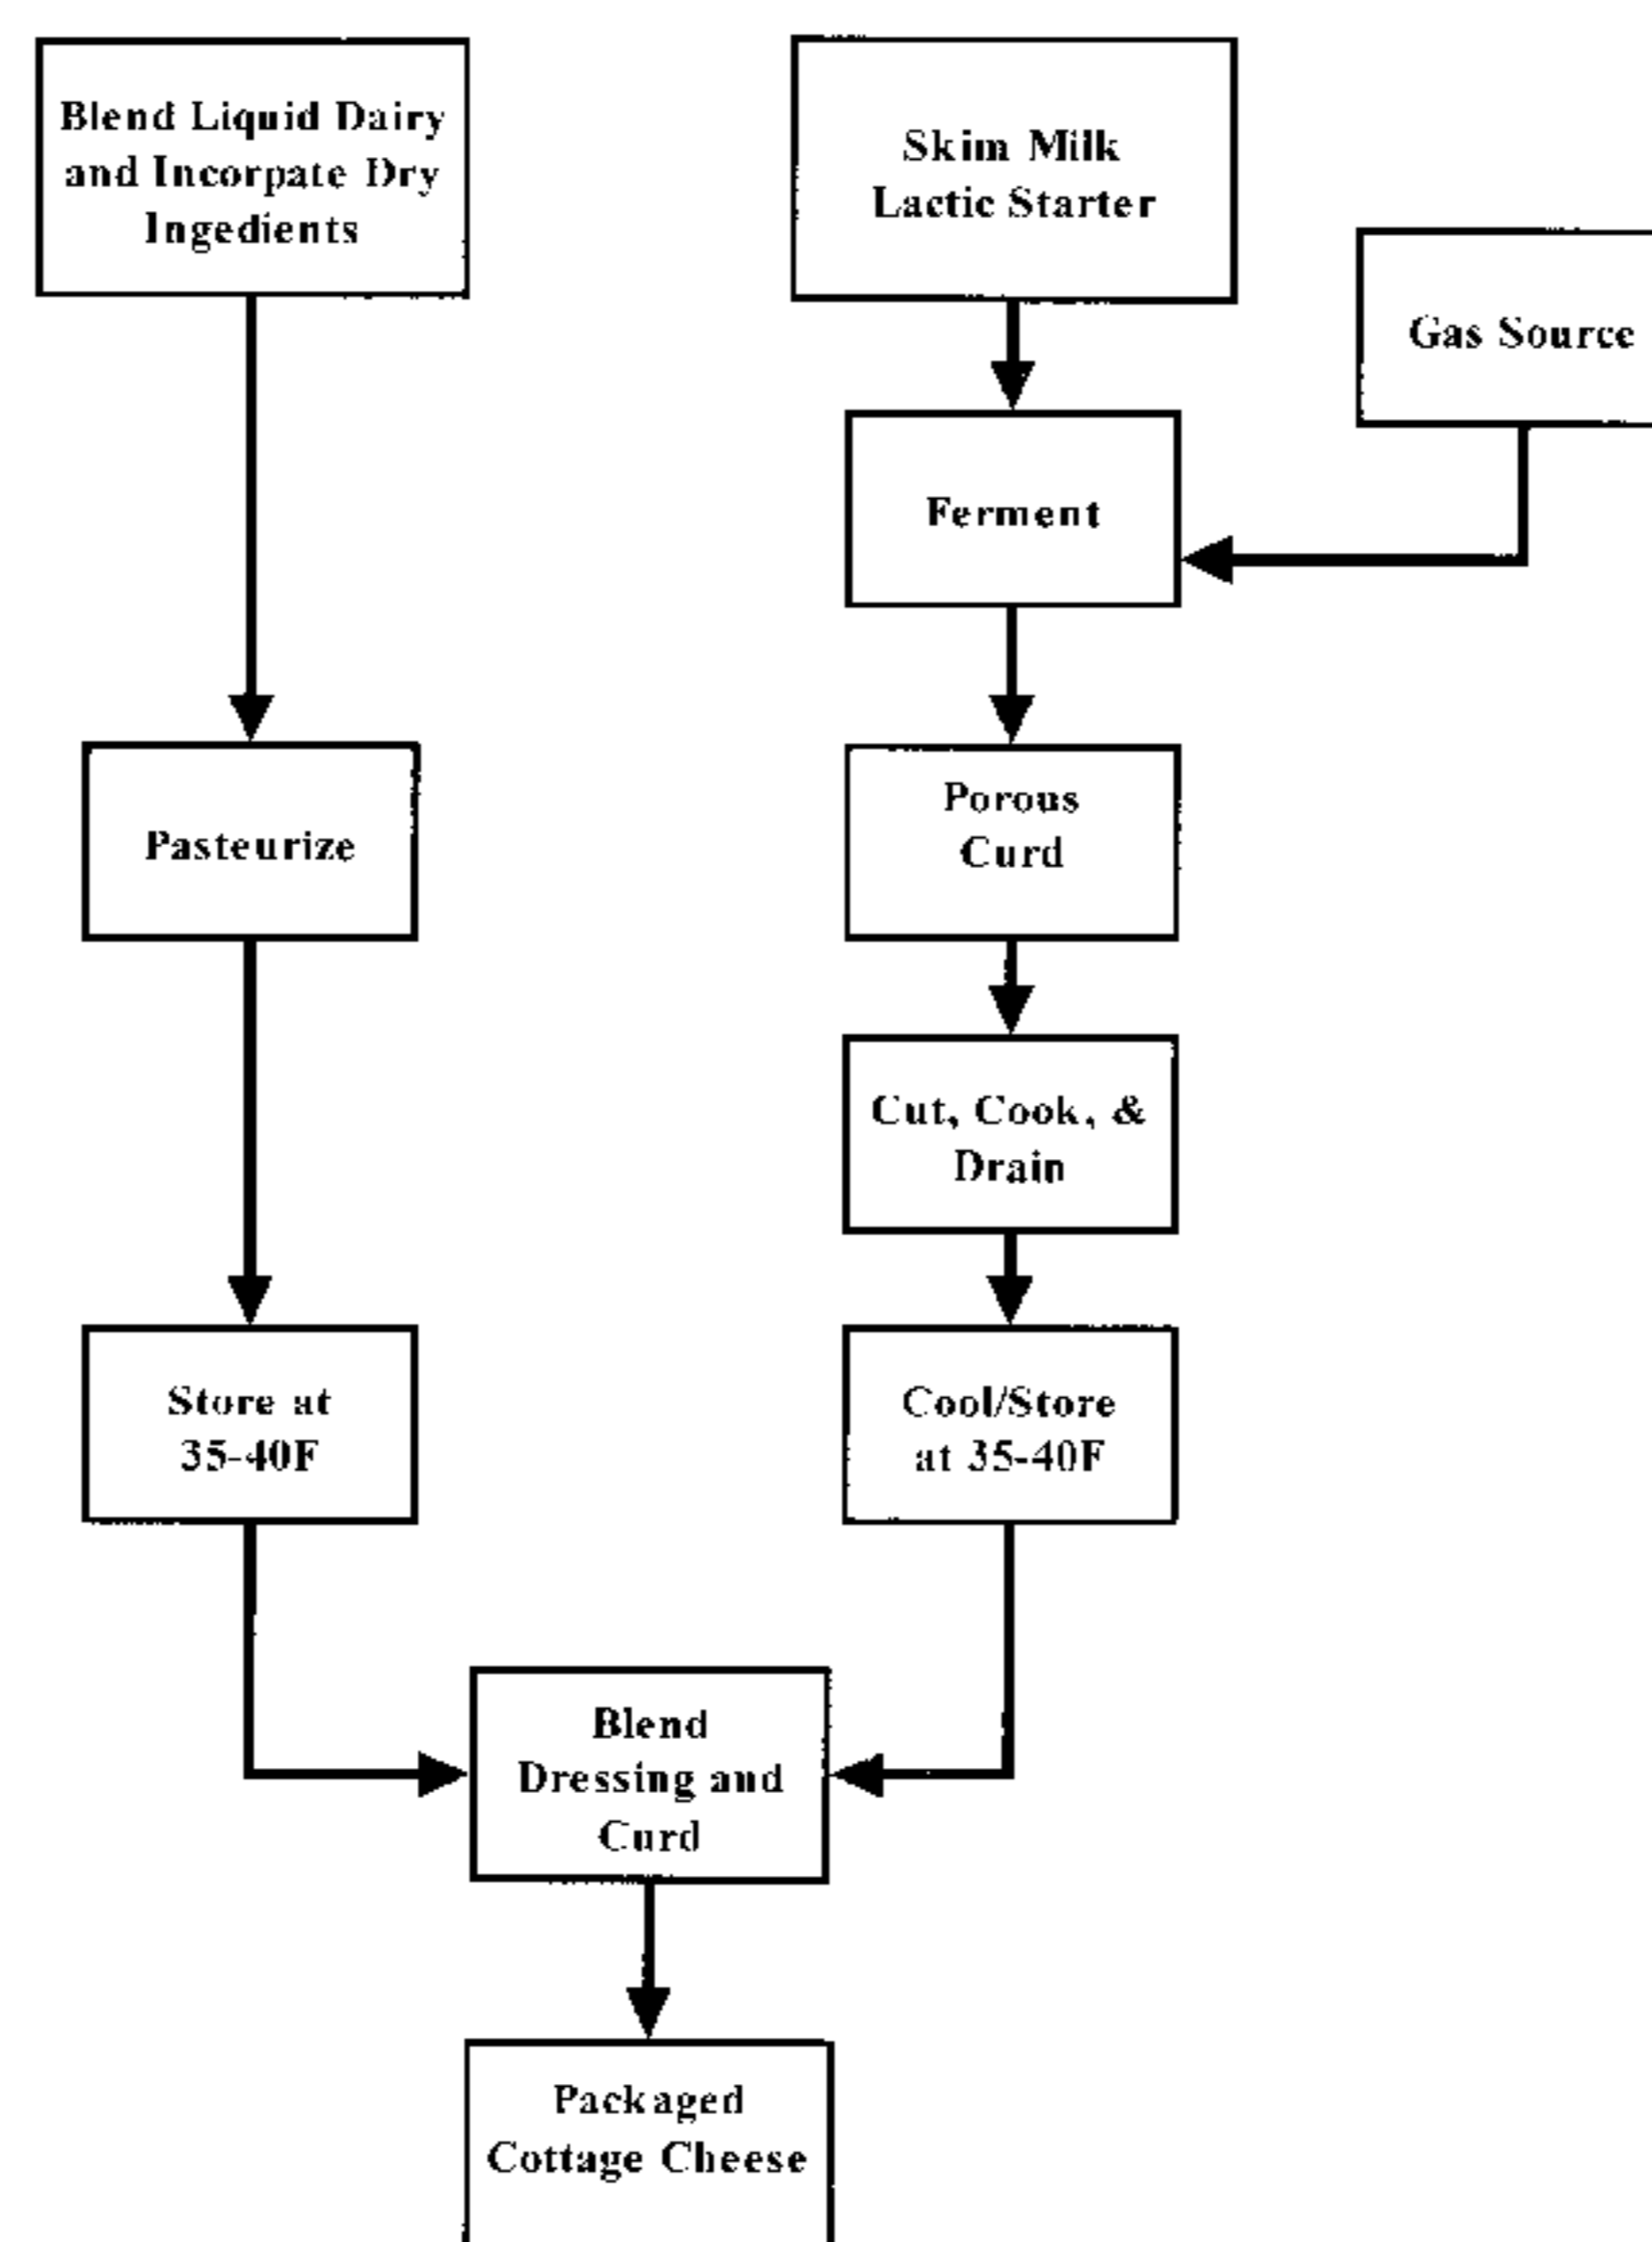 Blend Liquid Dairy
and Incorpate Dry
Ingedients
Skim Milk
Lactic Starter
Gas Source
Ferment
Pasteurize
Porous
Curd
Cut, Cook, &
Drain
Store at
35-40F
Cool/Store
at 35-40F
Blend
Dressing and
Curd
Packaged
Cottage Cheese